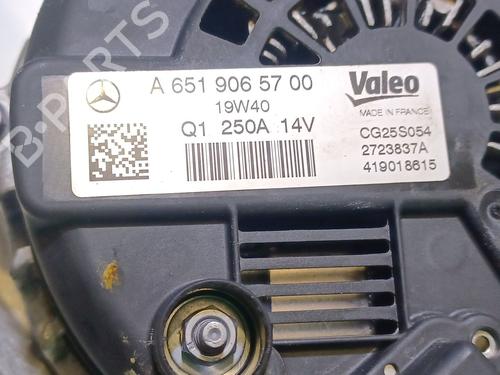 A 651 906 57 00
19W40
Q1 250A 14V
Valeo
MADE IN FRANCE
CG25S054
2723837A
419018615
B-PARTS